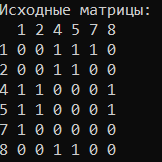 Исходные матрицы:
1 2 4 5 7 8
1 0 0 1 1 1 0
2 0 0 1 1 0 0
4 1 1 0 0 0 1
5 1 1 0 0 0 1
7 1 0 0 0 0 0
8 0 0 1 1 0 0